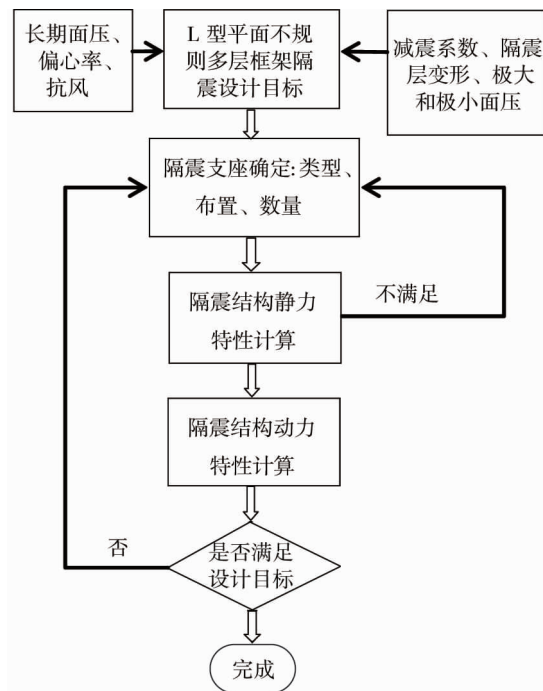 长期面压、
偏心率、
抗风
L 型平面不规
则多层框架隔
震设计目标
减震系数、隔震
层变形、极大
和极小面压
隔震支座确定:类型、
布置、数量
隔震结构静力
特性计算
不满足
隔震结构动力
特性计算
否
是否满足
设计目标
完成